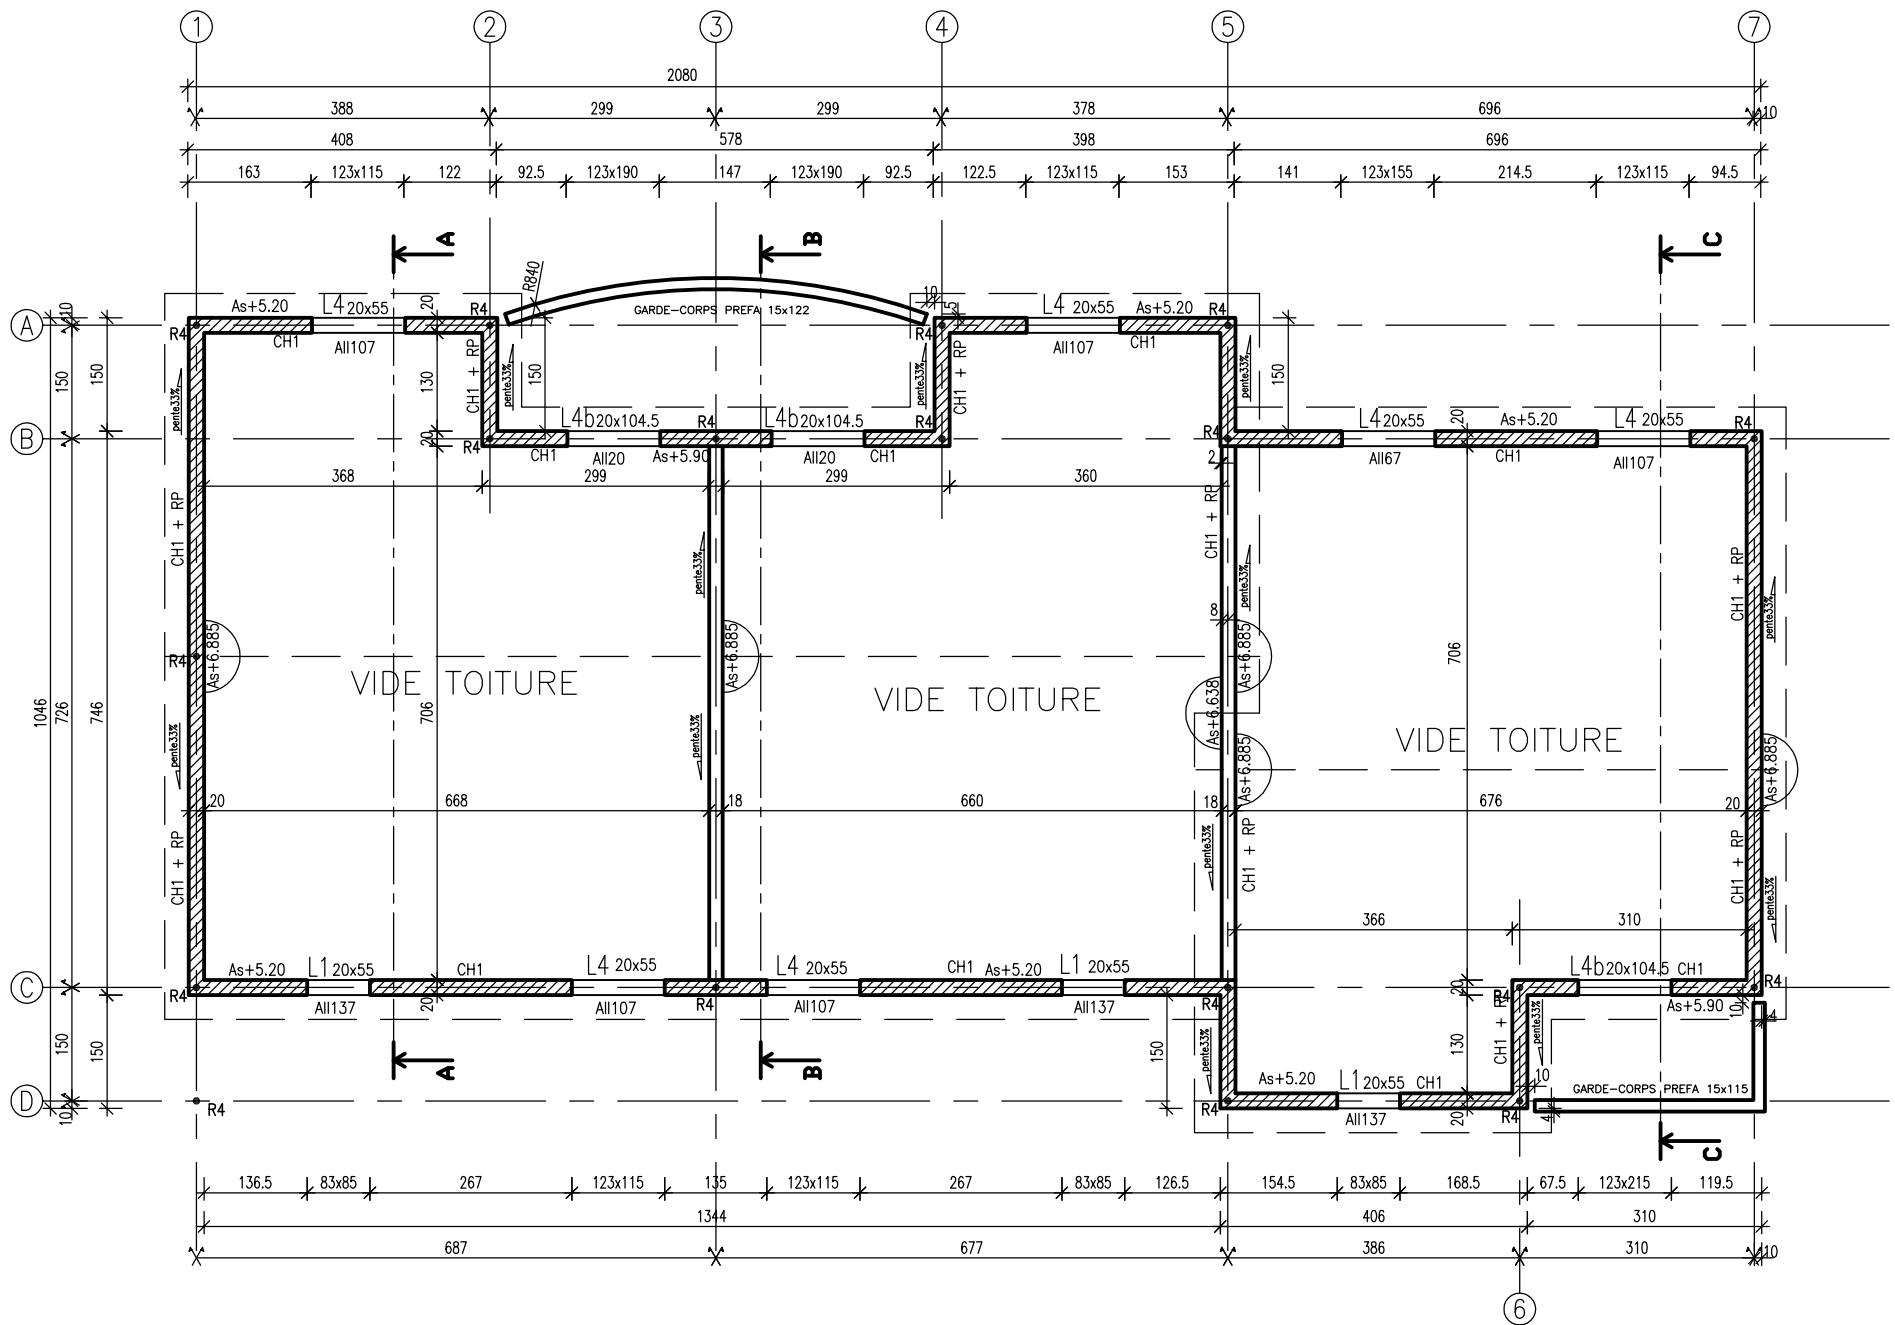 1 2 3 4 5 7
2080
388 299 299 378 696 10
408 578 398 696
163 123x115 122 92.5 123x190 147 123x190 92.5 122.5 123x115 153 141 123x155 214.5 123x115 94.5
A B C
R840
10 As+5.20 L4 20x55 R4 20 GARDE-CORPS PREFA 15x122 10 5 L4 20x55 As+5.20 R4
A R4 CH1 All107 R4 All107 CH1
150 150 pente33% 130 CH1 + RP pente33% 150 pente33% CH1 + RP pente33% 150
L4b 20x104.5 R4 L4b 20x104.5 R4 L4 20x55 20 As+5.20 L4 20x55 R4
B 20 R4 CH1 All20 As+5.90 All20 CH1 R4 2 All67 CH1 All107
368 299 299 360
CH1 + RP CH1 + RP CH1 + RP
pente33% pente33% pente33%
8
R4 As+6.885 As+6.885 As+6.885
VIDE TOITURE VIDE TOITURE VIDE TOITURE
1046 726 746 706 706
As+6.638 As+6.885 As+6.885
pente33% pente33%
20 668 18 660 18 676 20
CH1 + RP pente33% CH1 + RP CH1 + RP pente33%
366 310
As+5.20 L1 20x55 CH1 L4 20x55 L4 20x55 CH1 As+5.20 L1 20x55 L4b 20x104.5 CH1
C R4 All137 20 All107 R4 All107 All137 R4 20 R4 As+5.90 10 R4
4
150 150 pente33% 150 130 CH1 + RP pente33%
A B
As+5.20 L1 20x55 CH1 10 GARDE-CORPS PREFA 15x115
D 10 R4 R4 All137 20 R4 4
C
136.5 83x85 267 123x115 135 123x115 267 83x85 126.5 154.5 83x85 168.5 67.5 123x215 119.5
1344 406 310
687 677 386 310 10
6